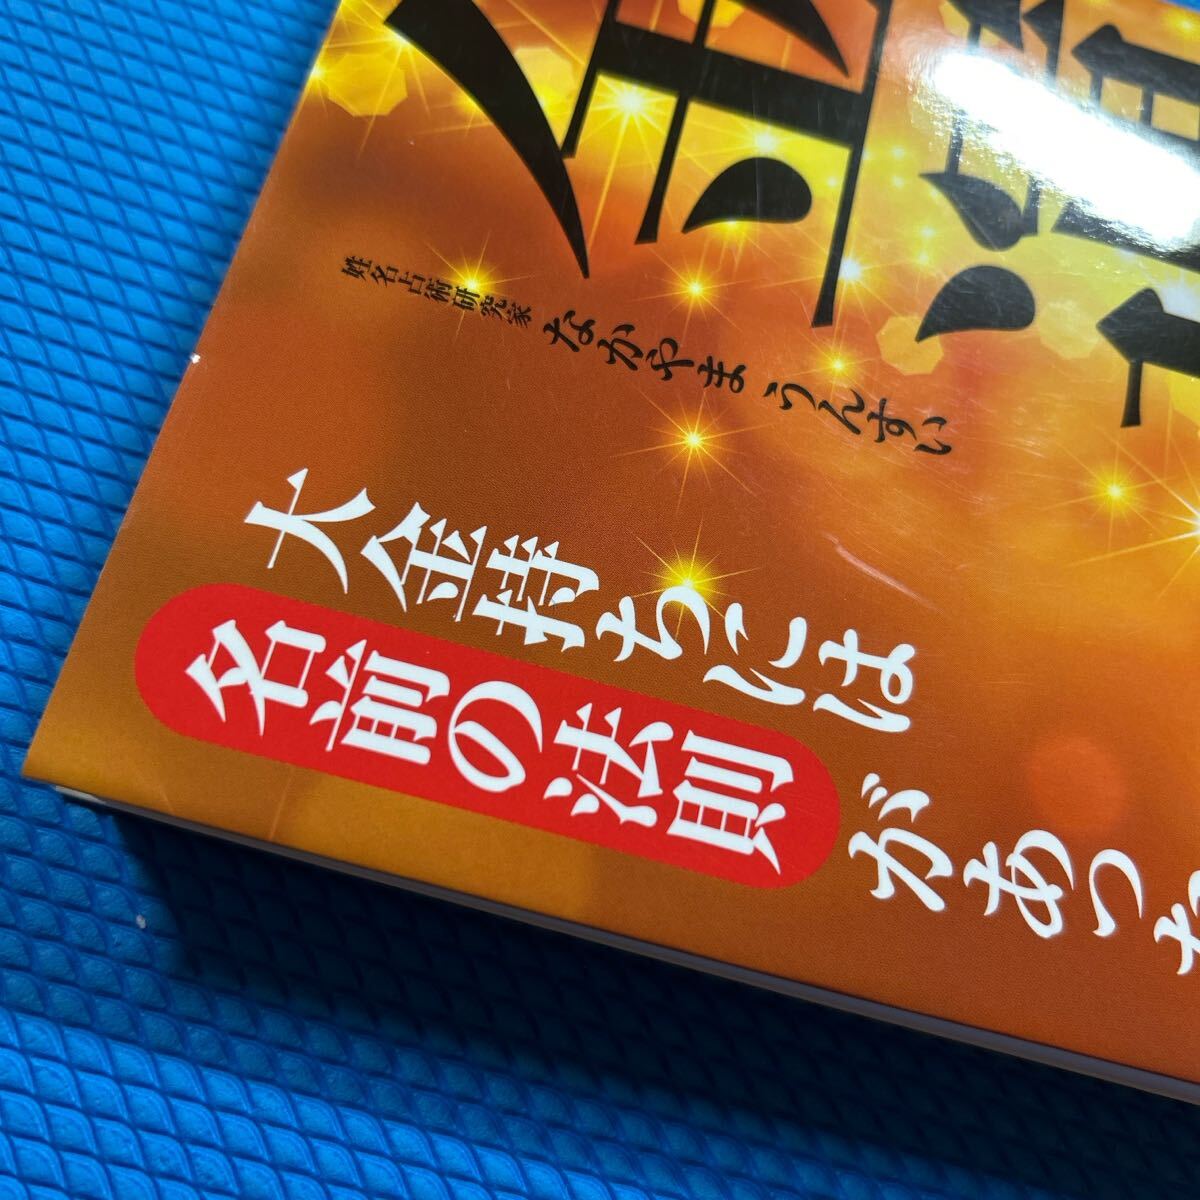 姓名占術研究家 なかやまうんすい
大金持ちには
名前の法則があった